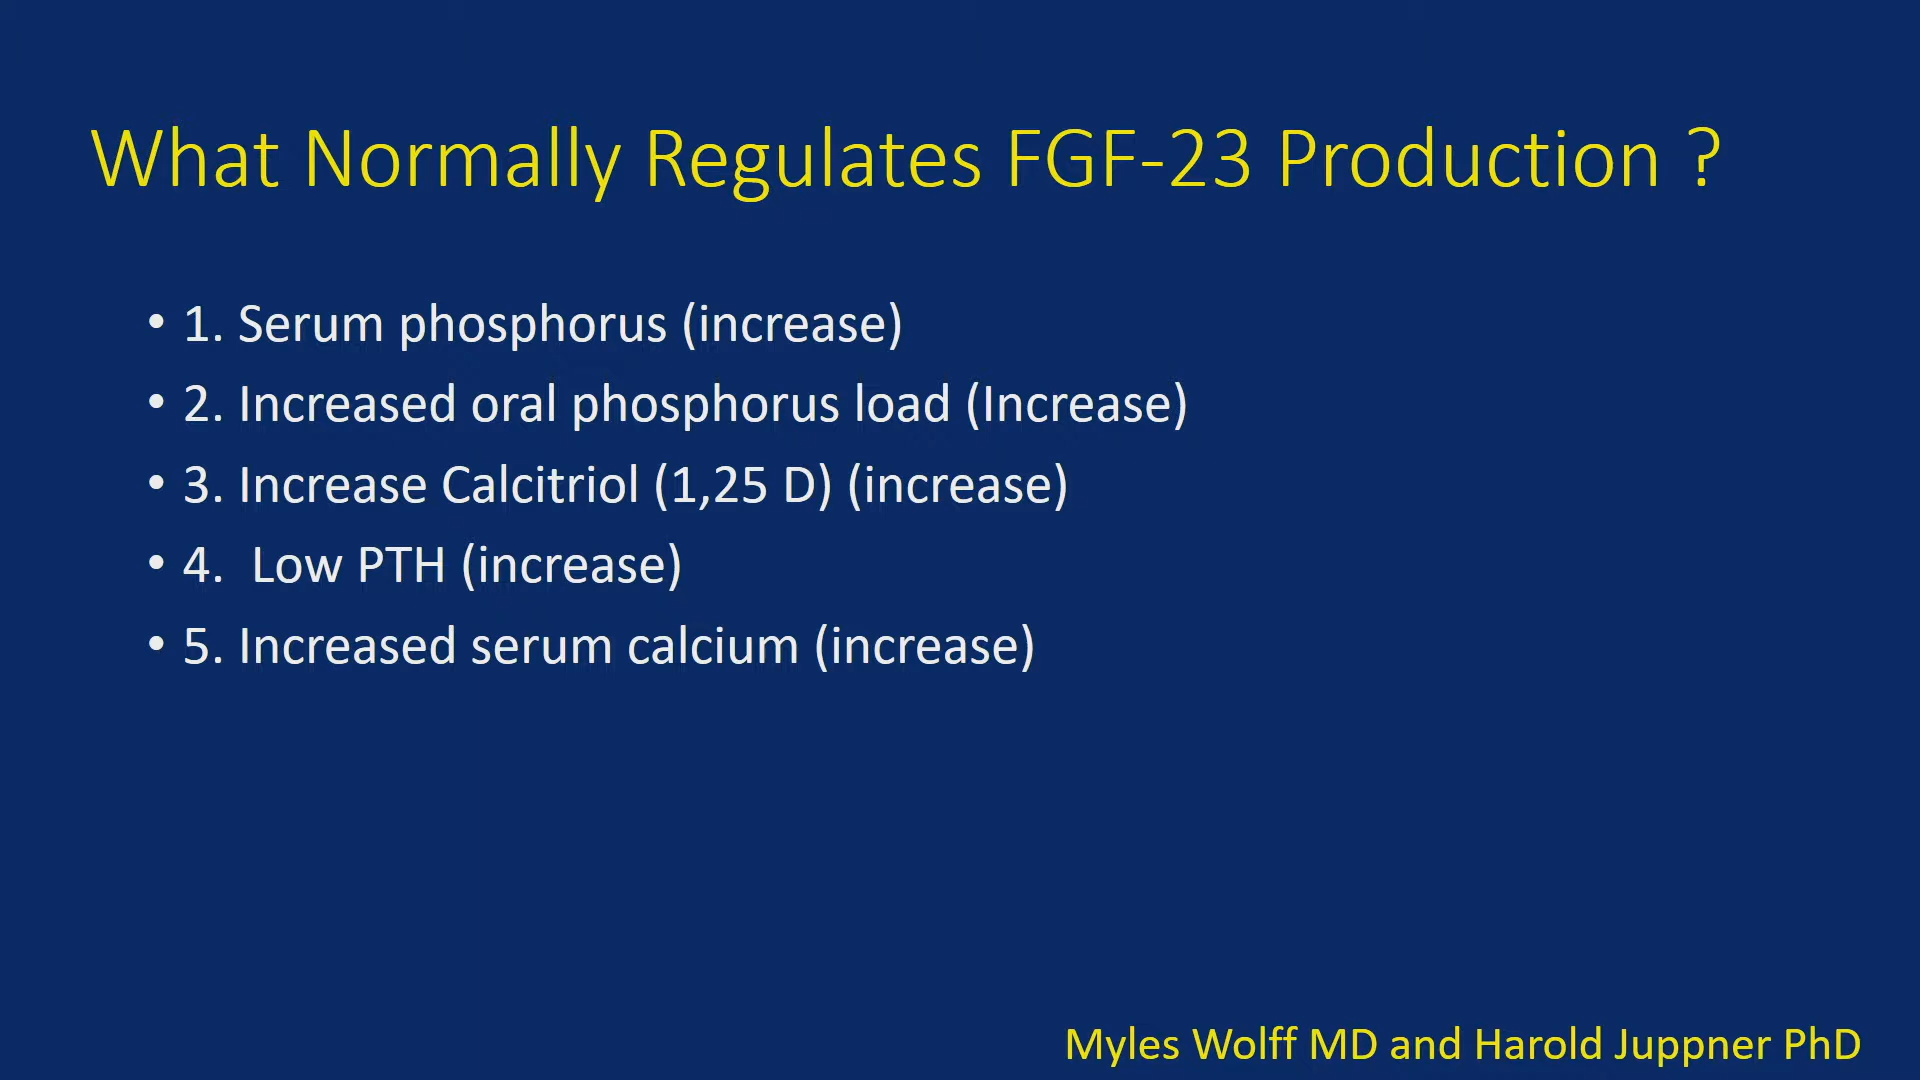 What Normally Regulates FGF-23 Production ?
• 1. Serum phosphorus (increase)
• 2. Increased oral phosphorus load (Increase)
• 3. Increase Calcitriol (1,25 D) (increase)
• 4.  Low PTH (increase)
• 5. Increased serum calcium (increase)
Myles Wolff MD and Harold Juppner PhD